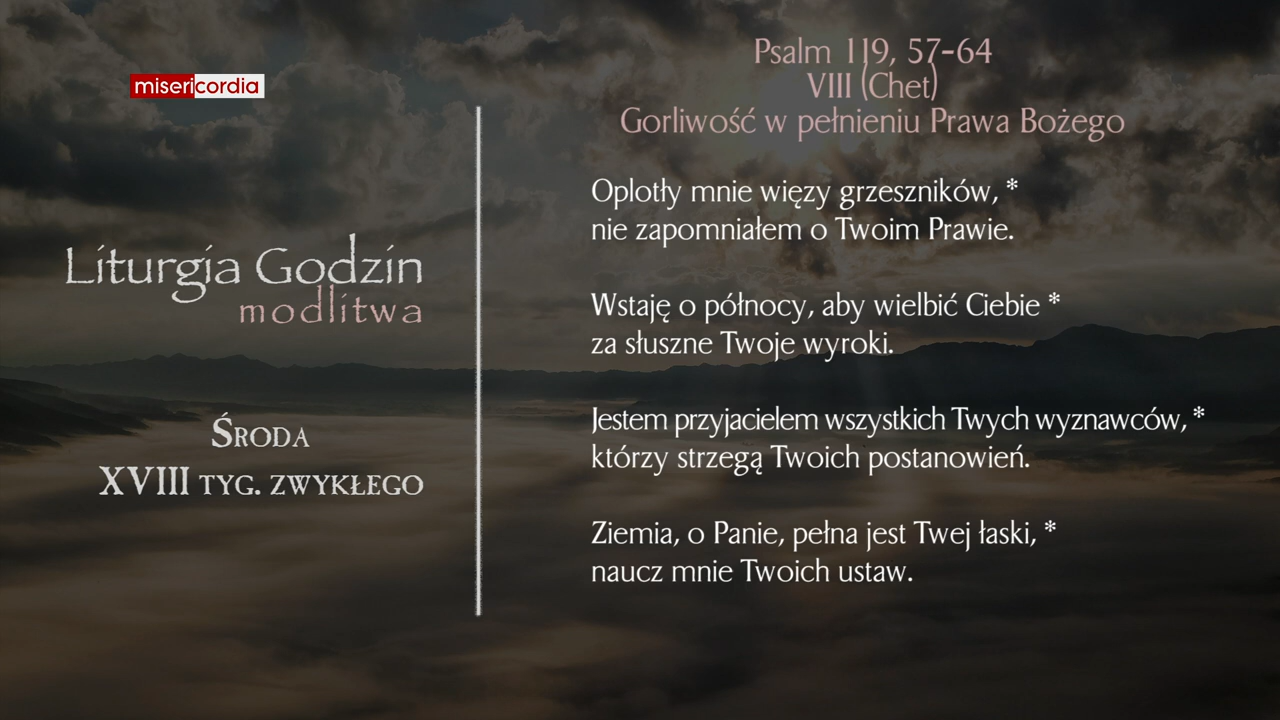 misericordia
Liturgia Godzin
modlitwa
Środa
XVIII tyg. zwykłego
Psalm 119, 57-64
VIII (Chet)
Gorliwość w pełnieniu Prawa Bożego
Oplotły mnie więzy grzeszników, *
nie zapomniałem o Twoim Prawie.
Wstaję o północy, aby wielbić Ciebie *
za słuszne Twoje wyroki.
Jestem przyjacielem wszystkich Twych wyznawców, *
którzy strzegą Twoich postanowień.
Ziemia, o Panie, pełna jest Twej łaski, *
naucz mnie Twoich ustaw.